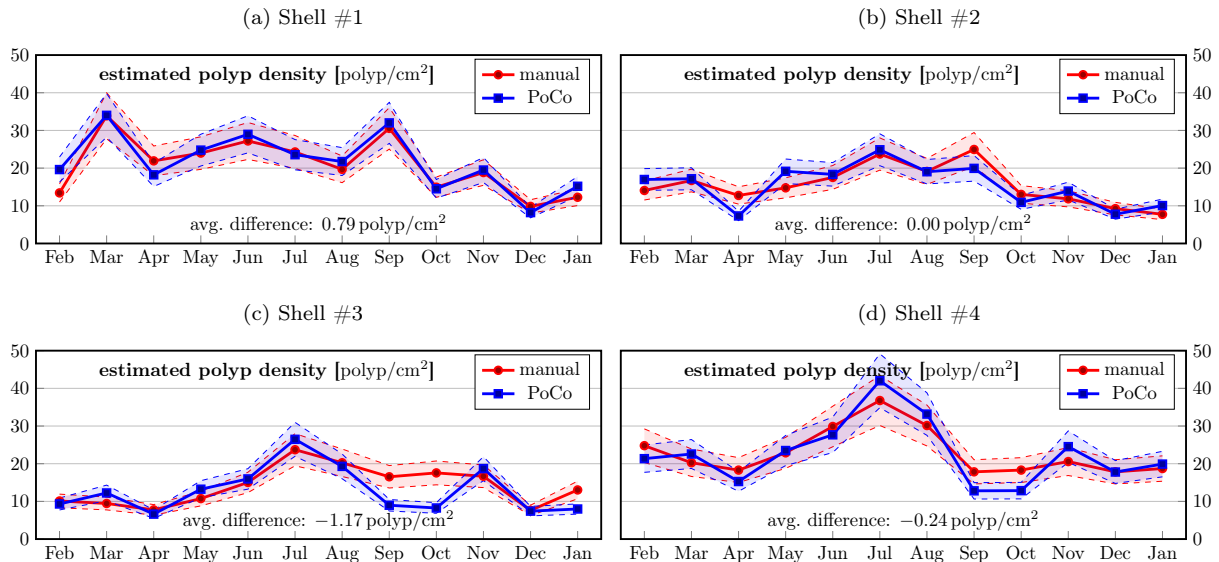 (a) Shell #1
(b) Shell #2
50
40
30
20
10
0
estimated polyp density [polyp/cm²]
manual
PoCo
avg. difference: 0.79 polyp/cm²
Feb Mar Apr May Jun Jul Aug Sep Oct Nov Dec Jan
estimated polyp density [polyp/cm²]
manual
PoCo
avg. difference: 0.00 polyp/cm²
50
40
30
20
10
0
Feb Mar Apr May Jun Jul Aug Sep Oct Nov Dec Jan
(c) Shell #3
(d) Shell #4
50
40
30
20
10
0
estimated polyp density [polyp/cm²]
manual
PoCo
avg. difference: −1.17 polyp/cm²
Feb Mar Apr May Jun Jul Aug Sep Oct Nov Dec Jan
estimated polyp density [polyp/cm²]
manual
PoCo
avg. difference: −0.24 polyp/cm²
50
40
30
20
10
0
Feb Mar Apr May Jun Jul Aug Sep Oct Nov Dec Jan